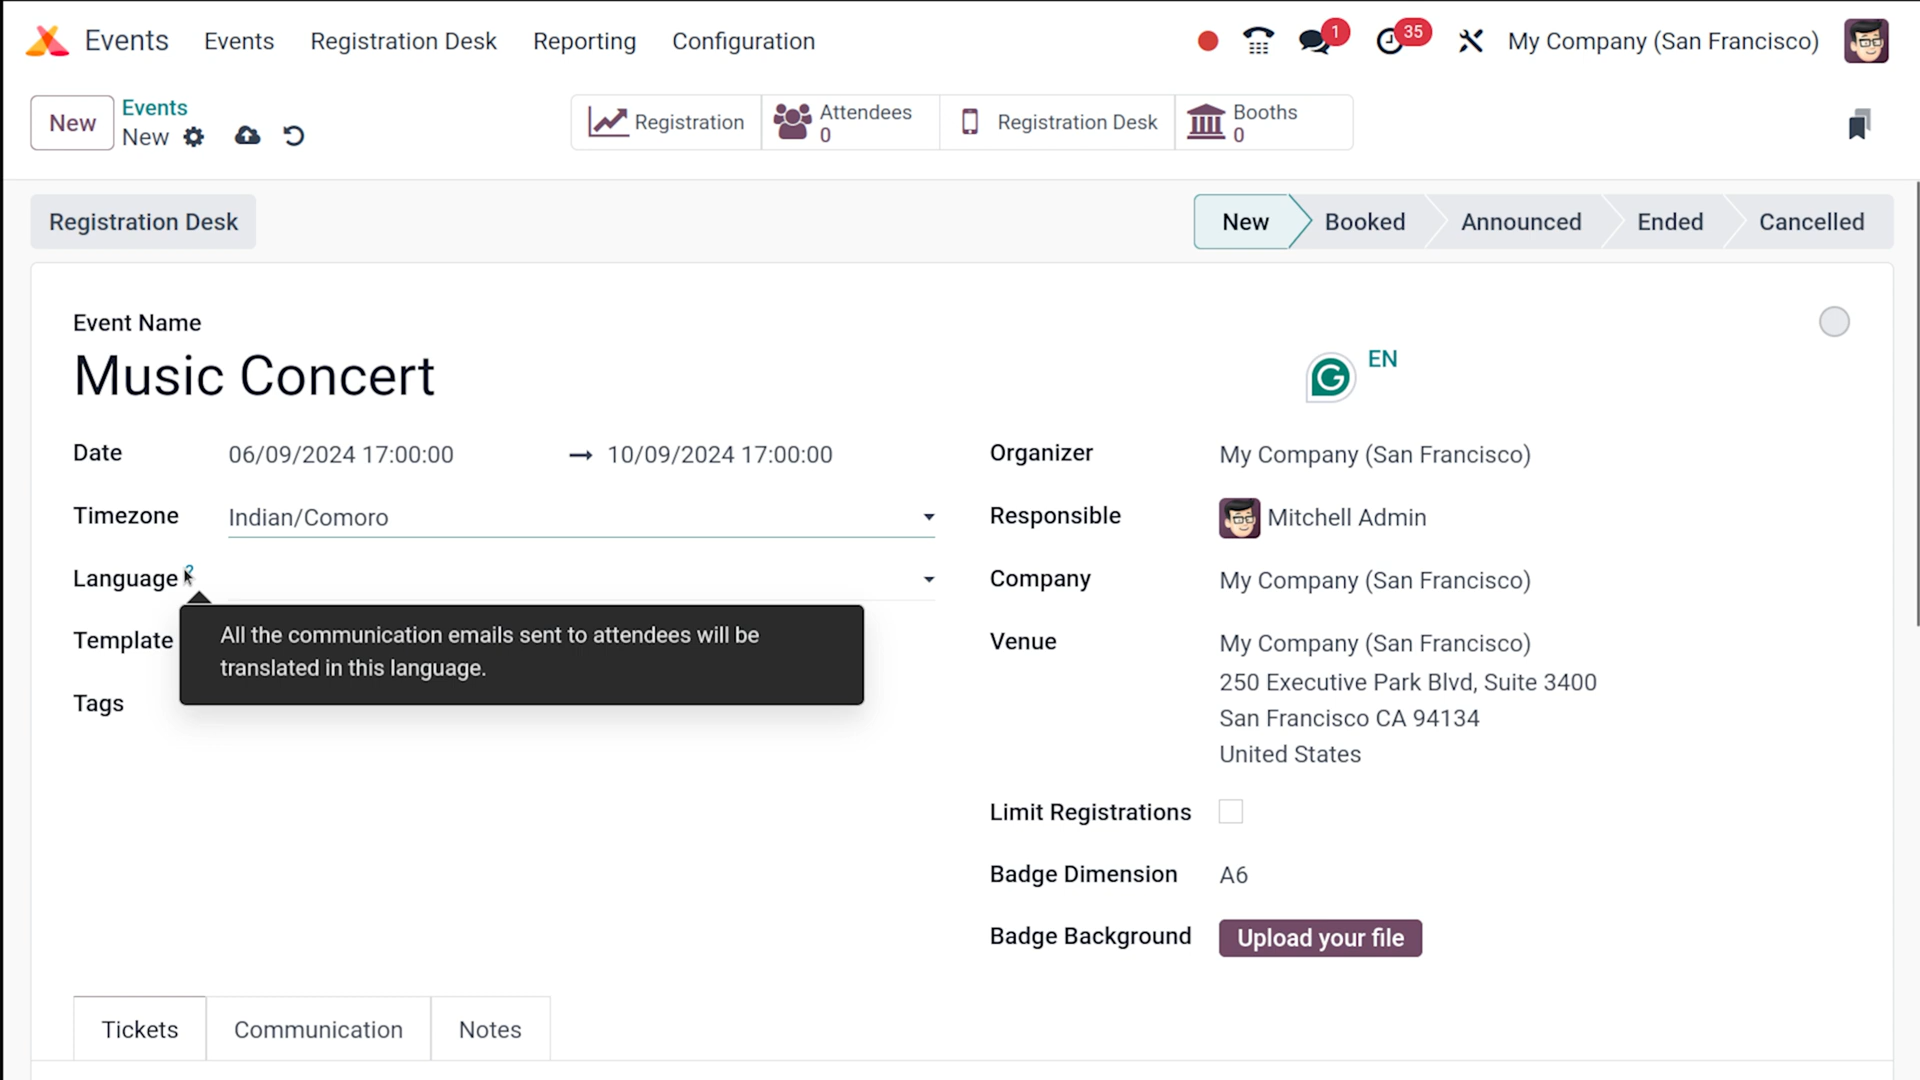 Events Events Registration Desk Reporting Configuration 1 35 My Company (San Francisco)
New Events
New
Registration
Attendees
0
Registration Desk
Booths
0
Registration Desk
New Booked Announced Ended Cancelled
Event Name
Music Concert
EN
Date 06/09/2024 17:00:00 → 10/09/2024 17:00:00
Timezone Indian/Comoro
Language ?
All the communication emails sent to attendees will be
translated in this language.
Template
Tags
Organizer My Company (San Francisco)
Responsible Mitchell Admin
Company My Company (San Francisco)
Venue My Company (San Francisco)
250 Executive Park Blvd, Suite 3400
San Francisco CA 94134
United States
Limit Registrations
Badge Dimension A6
Badge Background Upload your file
Tickets Communication Notes